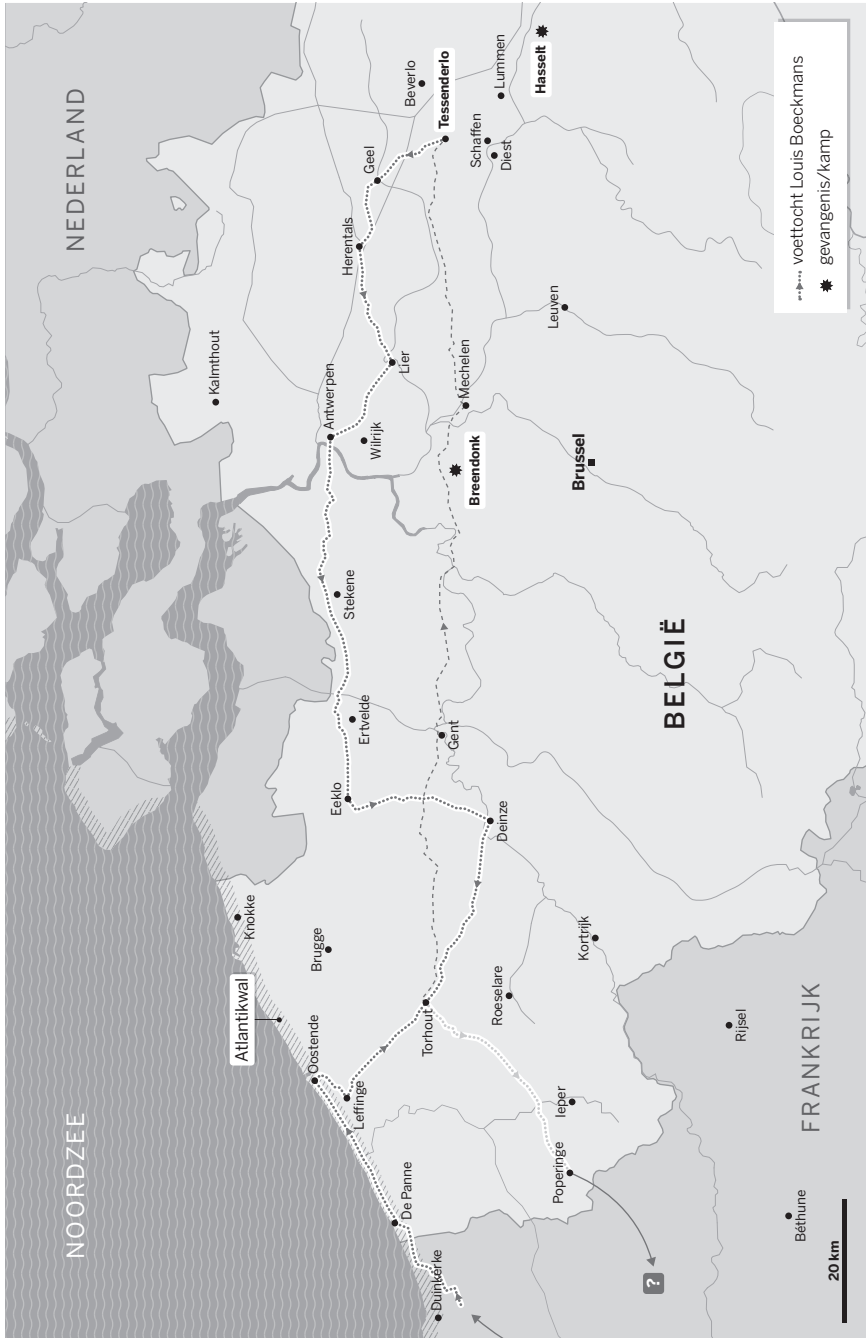 NOORDZEE
NEDERLAND
Atlantikwal
Knokke
Brugge
Oostende
Leffinge
De Panne
Duinkerke
Torhout
Roeselare
Kortrijk
Ieper
Poperinge
?
FRANKRIJK
Rijsel
Béthune
20 km
Eeklo
Ertvelde
Stekene
Deinze
Gent
BELGIË
Kalmthout
Antwerpen
Wilrijk
Lier
Herentals
Geel
Mechelen
Breendonk
Brussel
Leuven
Beverlo
Tessenderlo
Schaffen
Diest
Lummen
Hasselt
voettocht Louis Boeckmans
gevangenis/kamp